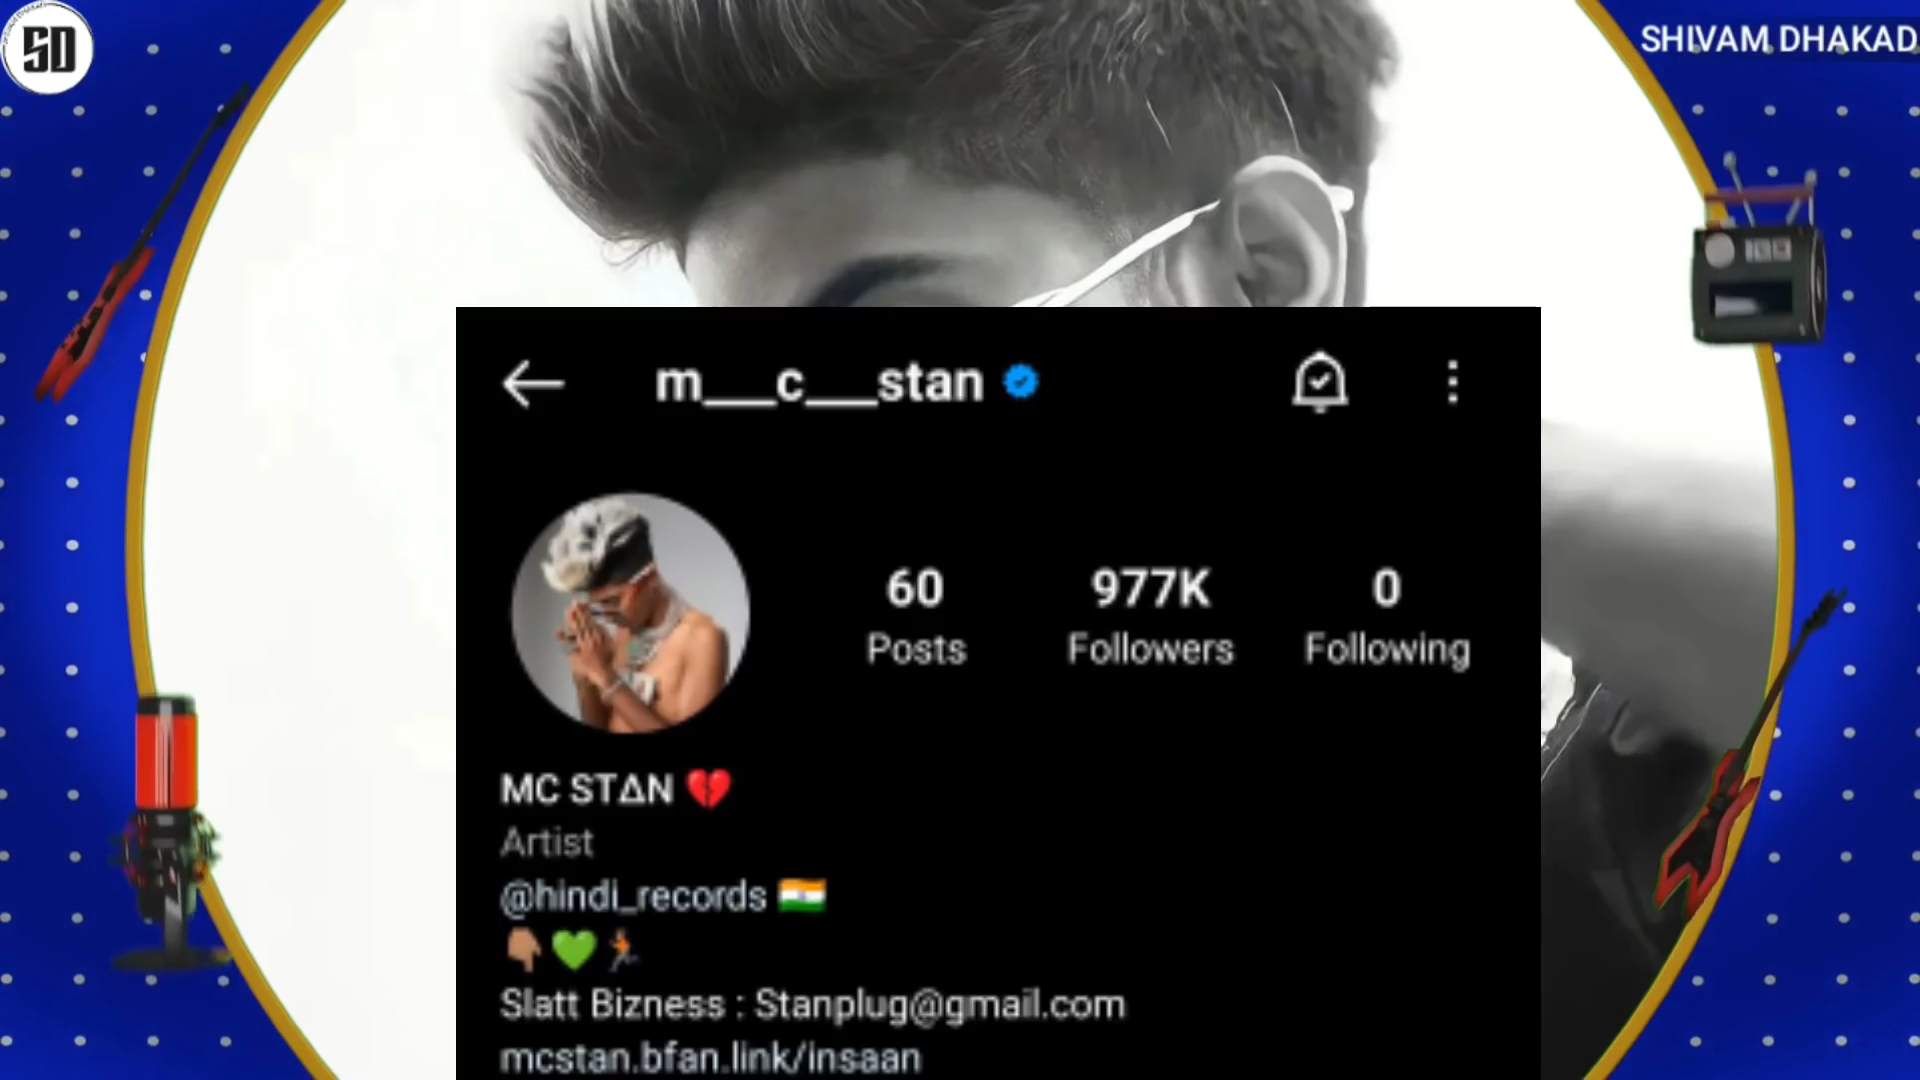 SD
SHIVAM DHAKAD
m___c___stan
60
Posts
977K
Followers
0
Following
MC STΔN 💔
Artist
@hindi_records 🇮🇳
👇🏽💚🏃🏽
Slatt Bizness : Stanplug@gmail.com
mcstan.bfan.link/insaan